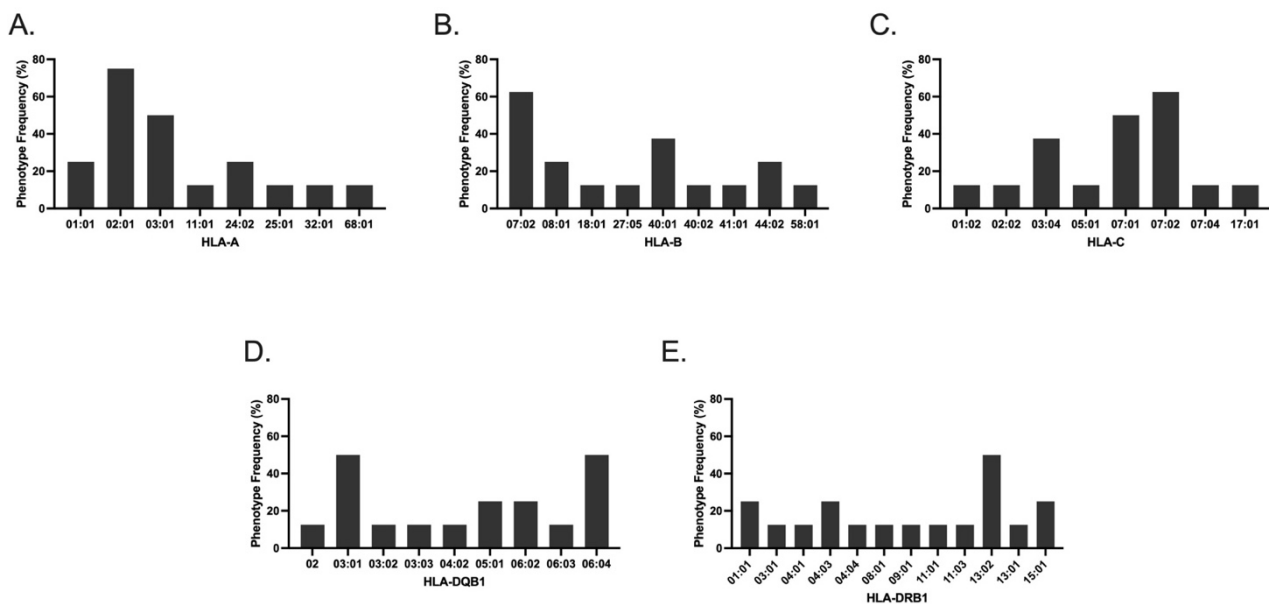 A.
Phenotype Frequency (%)
80
60
40
20
0
01:01 02:01 03:01 11:01 24:02 25:01 32:01 68:01
HLA-A
B.
Phenotype Frequency (%)
80
60
40
20
0
07:02 08:01 18:01 27:05 40:01 40:02 41:01 44:02 58:01
HLA-B
C.
Phenotype Frequency (%)
80
60
40
20
0
01:02 02:02 03:04 05:01 07:01 07:02 07:04 17:01
HLA-C
D.
Phenotype Frequency (%)
80
60
40
20
0
02 03:01 03:02 03:03 04:02 05:01 06:02 06:03 06:04
HLA-DQB1
E.
Phenotype Frequency (%)
80
60
40
20
0
01:01 03:01 04:01 04:03 04:04 08:01 09:01 11:01 11:03 13:02 13:01 15:01
HLA-DRB1